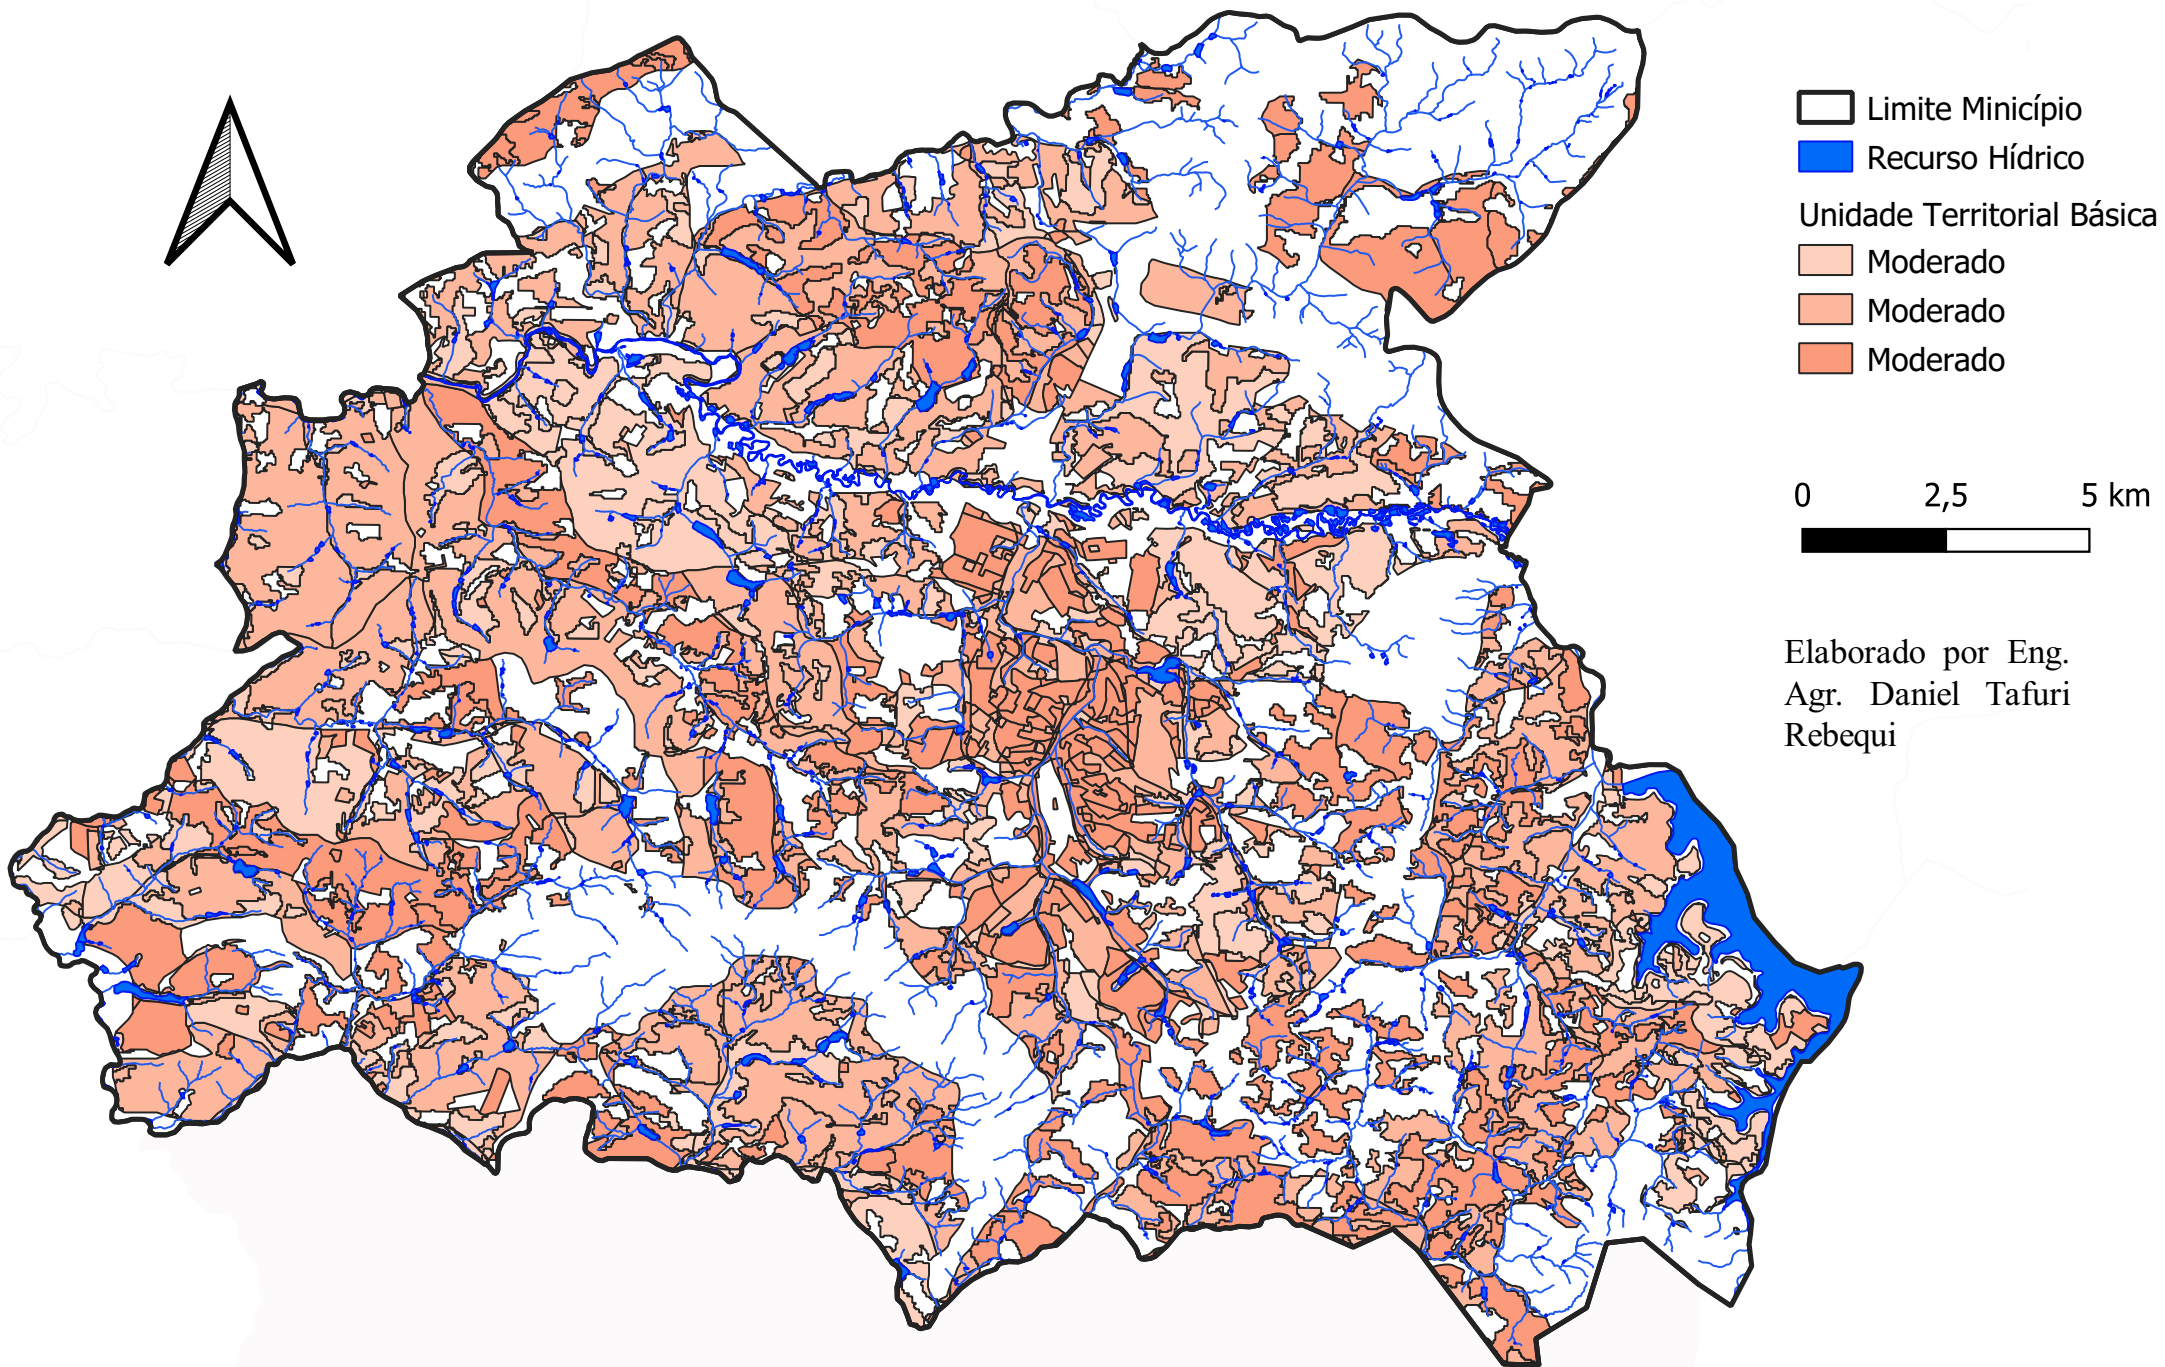 Limite Minicípio
Recurso Hídrico
Unidade Territorial Básica
Moderado
Moderado
Moderado
0 2,5 5 km
Elaborado por Eng.
Agr. Daniel Tafuri
Rebequi